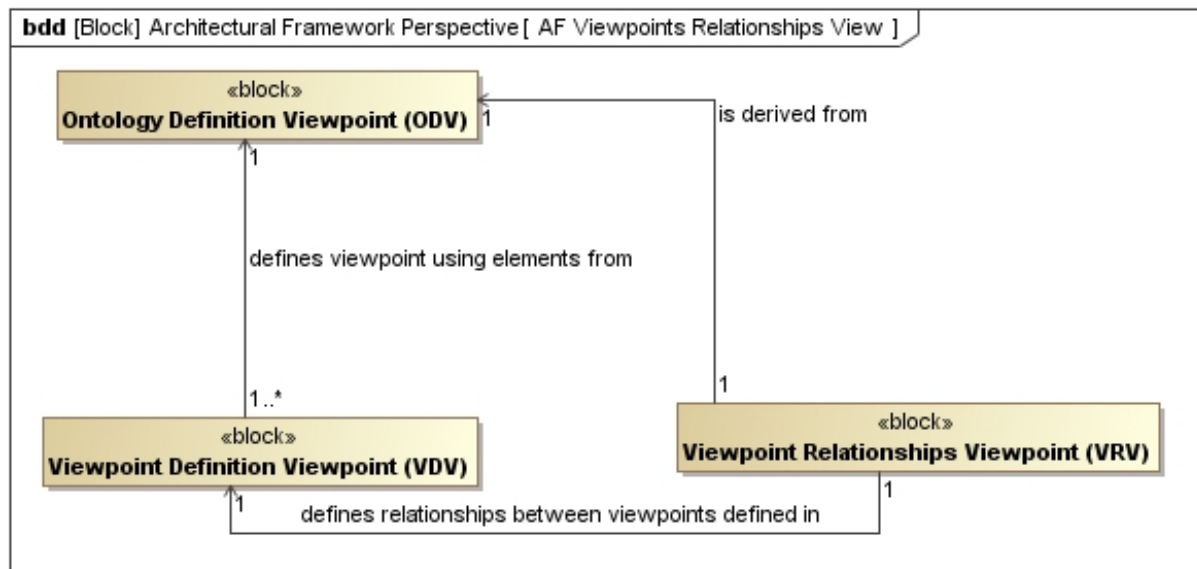 bdd [Block] Architectural Framework Perspective [ AF Viewpoints Relationships View ]
«block»
Ontology Definition Viewpoint (ODV)
1
is derived from
1
defines viewpoint using elements from
1..*
1
«block»
Viewpoint Definition Viewpoint (VDV)
«block»
Viewpoint Relationships Viewpoint (VRV)
1
1
defines relationships between viewpoints defined in